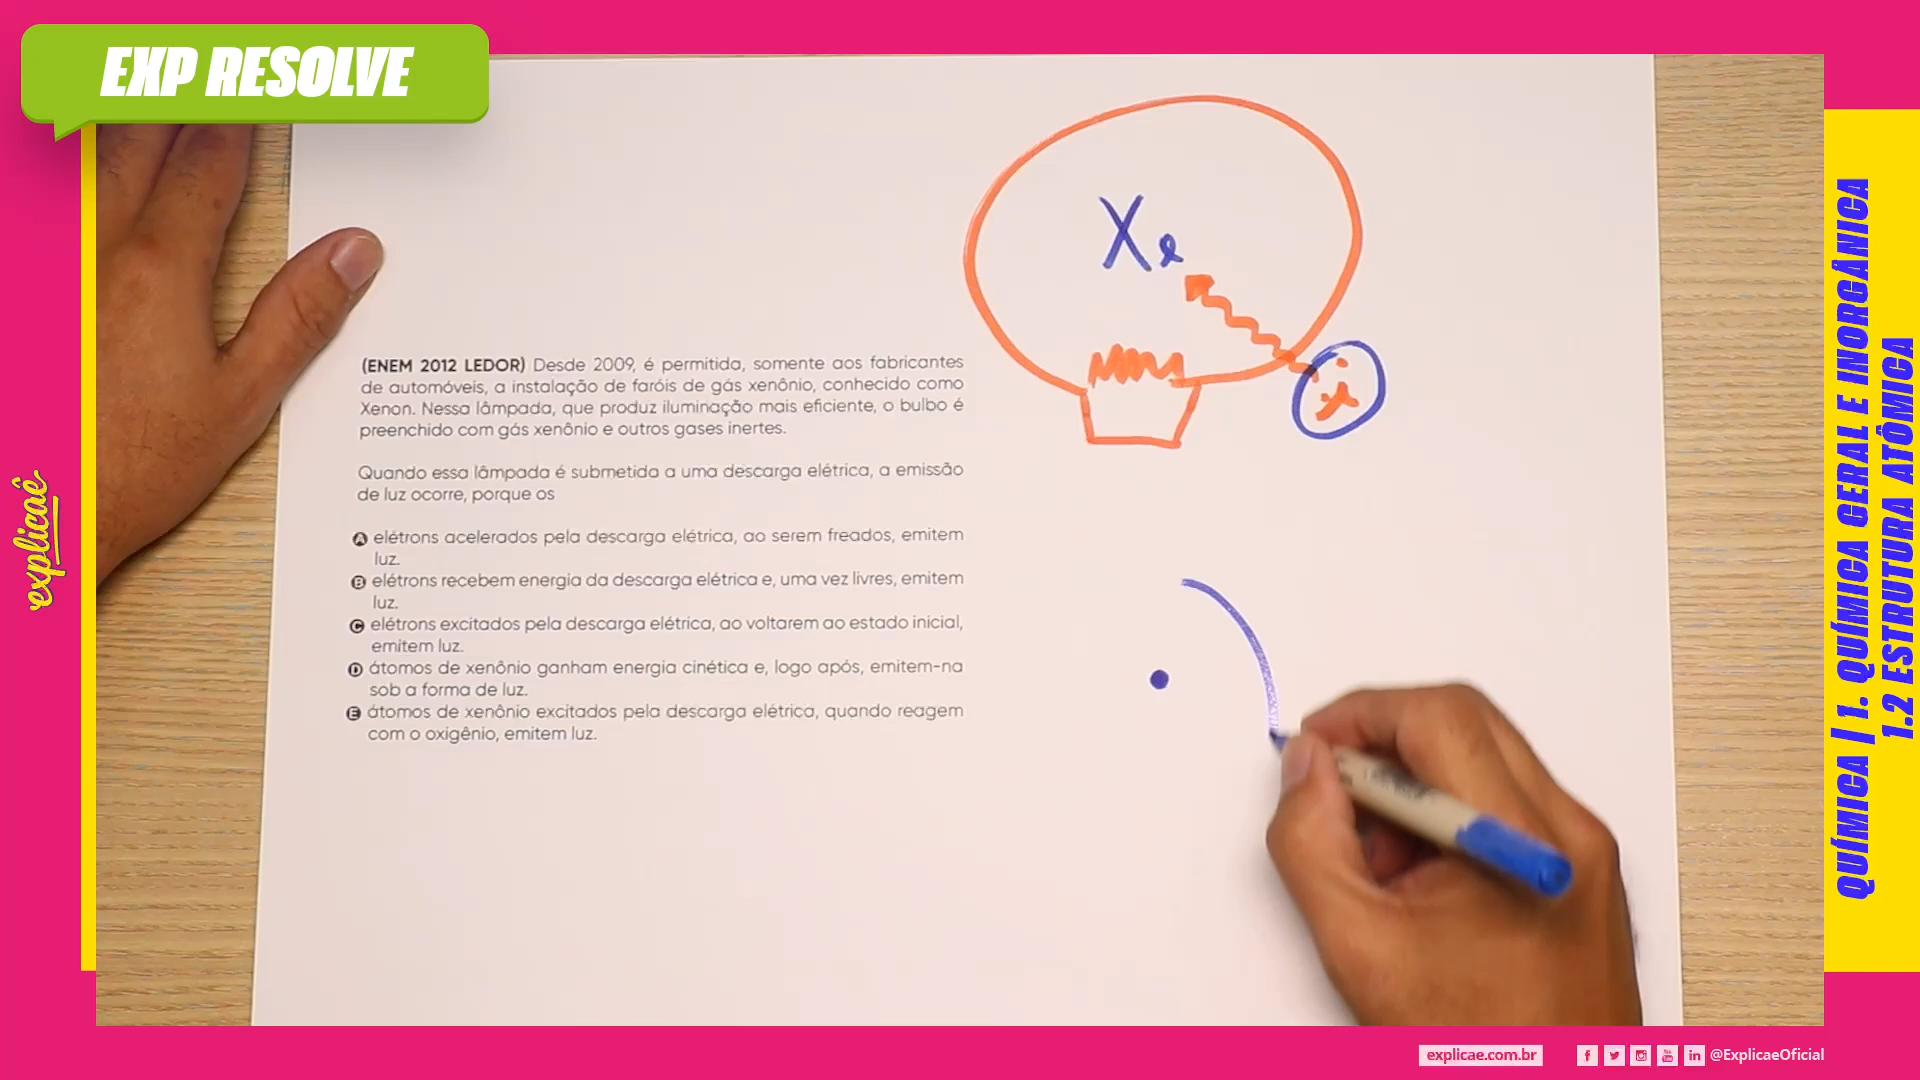 EXP RESOLVE
Xe
(ENEM 2012 LEDOR) Desde 2009, é permitida, somente aos fabricantes
de automóveis, a instalação de faróis de gás xenônio, conhecido como
Xenon. Nessa lâmpada, que produz iluminação mais eficiente, o bulbo é
preenchido com gás xenônio e outros gases inertes.
Quando essa lâmpada é submetida a uma descarga elétrica, a emissão
de luz ocorre, porque os
A elétrons acelerados pela descarga elétrica, ao serem freados, emitem
luz.
B elétrons recebem energia da descarga elétrica e, uma vez livres, emitem
luz.
C elétrons excitados pela descarga elétrica, ao voltarem ao estado inicial,
emitem luz.
D átomos de xenônio ganham energia cinética e, logo após, emitem-na
sob a forma de luz.
E átomos de xenônio excitados pela descarga elétrica, quando reagem
com o oxigênio, emitem luz.
explicaê
QUÍMICA | 1. QUÍMICA GERAL E INORGÂNICA
1.2 ESTRUTURA ATÔMICA
explicae.com.br
@ExplicaeOficial